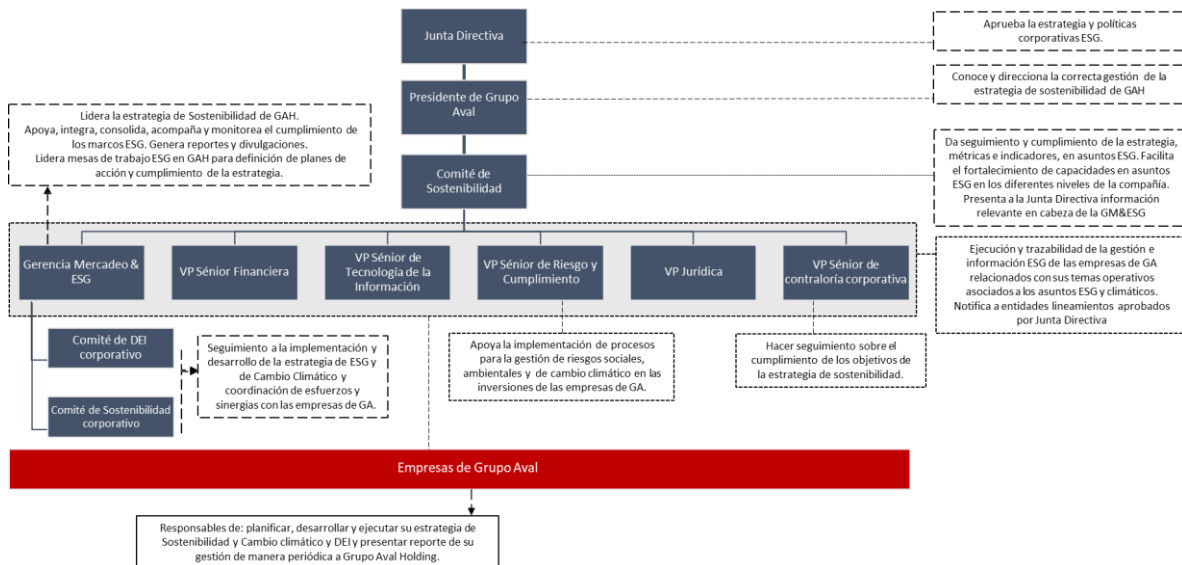 Junta Directiva
Aprueba la estrategia y políticas
corporativas ESG.
Presidente de Grupo
Aval
Conoce y direcciona la correcta gestión de la
estrategia de sostenibilidad de GAH
Lidera la estrategia de Sostenibilidad de GAH.
Apoya, integra, consolida, acompaña y monitorea el cumplimiento de
los marcos ESG. Genera reportes y divulgaciones.
Lidera mesas de trabajo ESG en GAH para definición de planes de
acción y cumplimiento de la estrategia.
Comité de
Sostenibilidad
Da seguimiento y cumplimiento de la estrategia,
métricas e indicadores, en asuntos ESG. Facilita
el fortalecimiento de capacidades en asuntos
ESG en los diferentes niveles de la compañía.
Presenta a la Junta Directiva información
relevante en cabeza de la GM&ESG
Gerencia Mercadeo &
ESG
VP Sénior Financiera
VP Sénior de
Tecnología de la
Información
VP Sénior de Riesgo y
Cumplimiento
VP Jurídica
VP Sénior de
contraloría corporativa
Ejecución y trazabilidad de la gestión e
información ESG de las empresas de GA
relacionados con sus temas operativos
asociados a los asuntos ESG y climáticos.
Notifica a entidades lineamientos aprobados
por Junta Directiva
Comité de DEI
corporativo
Comité de Sostenibilidad
corporativo
Seguimiento a la implementación y
desarrollo de la estrategia de ESG y
de Cambio Climático y
coordinación de esfuerzos y
sinergias con las empresas de GA.
Apoya la implementación de procesos
para la gestión de riesgos sociales,
ambientales y de cambio climático en las
inversiones de las empresas de GA.
Hacer seguimiento sobre el
cumplimiento de los objetivos de
la estrategia de sostenibilidad.
Empresas de Grupo Aval
Responsables de: planificar, desarrollar y ejecutar su estrategia de
Sostenibilidad y Cambio climático y DEI y presentar reporte de su
gestión de manera periódica a Grupo Aval Holding.